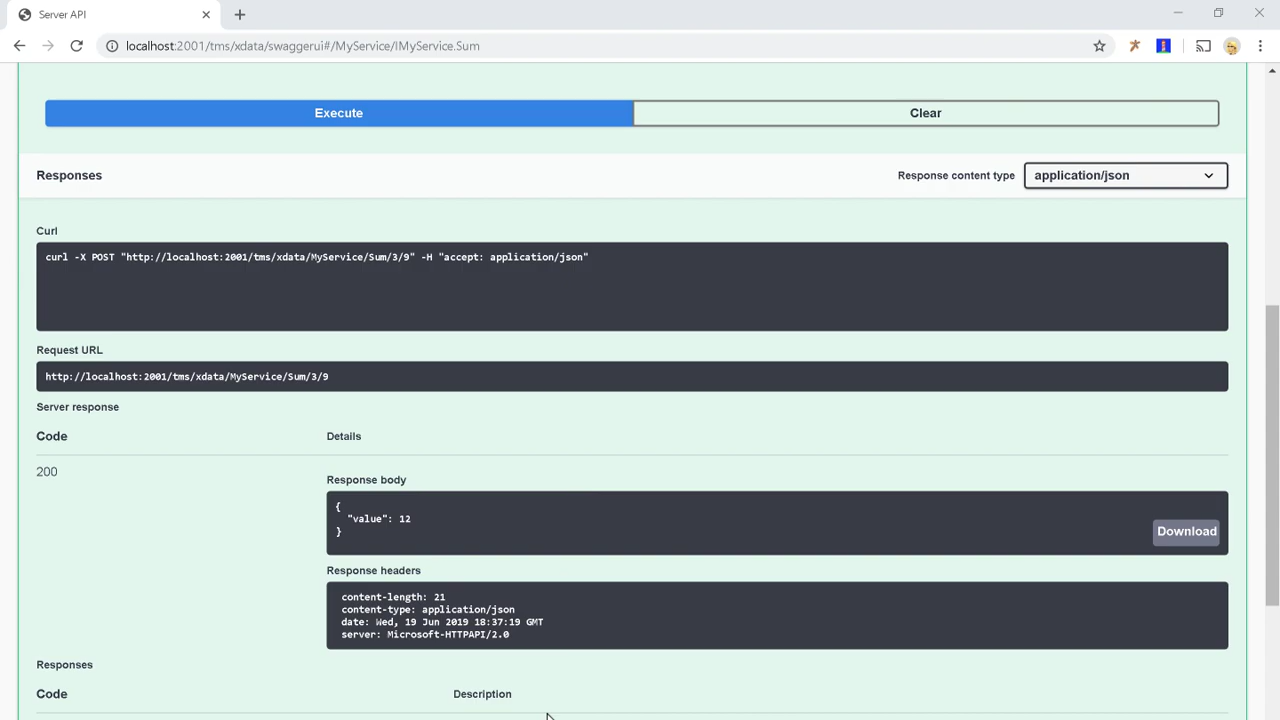 Server API
localhost:2001/tms/xdata/swaggerui#/MyService/IMyService.Sum
Execute
Clear
Responses
Response content type
application/json
Curl
curl -X POST "http://localhost:2001/tms/xdata/MyService/Sum/3/9" -H "accept: application/json"
Request URL
http://localhost:2001/tms/xdata/MyService/Sum/3/9
Server response
Code
Details
200
Response body
{
"value": 12
}
Download
Response headers
content-length: 21
content-type: application/json
date: Wed, 19 Jun 2019 18:37:19 GMT
server: Microsoft-HTTPAPI/2.0
Responses
Code
Description